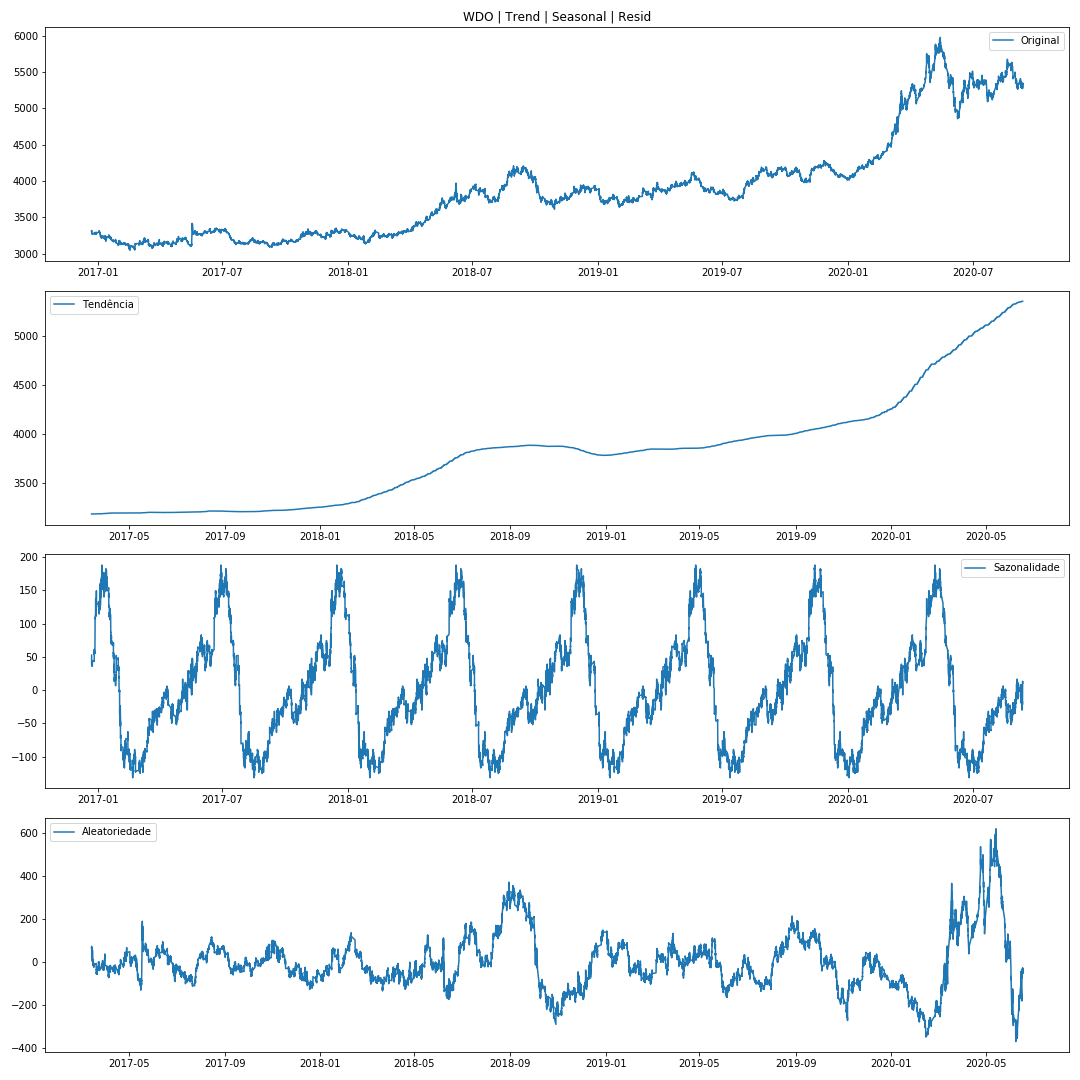 WDO | Trend | Seasonal | Resid
6000
5500
5000
4500
4000
3500
3000
Original
2017-01 2017-07 2018-01 2018-07 2019-01 2019-07 2020-01 2020-07
Tendência
5000
4500
4000
3500
2017-05 2017-09 2018-01 2018-05 2018-09 2019-01 2019-05 2019-09 2020-01 2020-05
200
150
100
50
0
−50
−100
Sazonalidade
2017-01 2017-07 2018-01 2018-07 2019-01 2019-07 2020-01 2020-07
Aleatoriedade
600
400
200
0
−200
−400
2017-05 2017-09 2018-01 2018-05 2018-09 2019-01 2019-05 2019-09 2020-01 2020-05